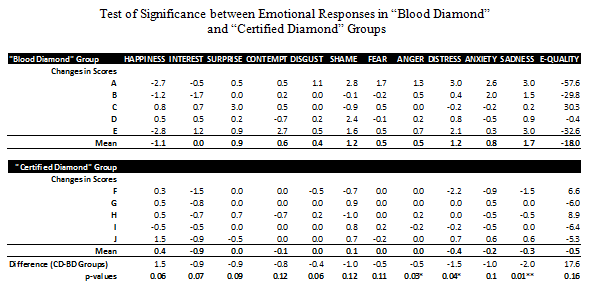 Test of Significance between Emotional Responses in “Blood Diamond”
and “Certified Diamond” Groups
"Blood Diamond" Group HAPPINESS INTEREST SURPRISE CONTEMPT DISGUST SHAME FEAR ANGER DISTRESS ANXIETY SADNESS E-QUALITY
Changes in Scores
A -2.7 -0.5 0.5 0.5 1.1 2.8 1.7 1.3 3.0 2.6 3.0 -57.6
B -1.2 -1.7 0.0 0.2 0.0 -0.1 -0.2 0.5 0.4 2.0 1.5 -29.8
C 0.8 0.7 3.0 0.5 0.0 -0.9 0.5 0.0 -0.2 -0.2 0.2 30.3
D 0.5 0.5 0.2 -0.7 0.2 2.4 -0.1 0.2 0.8 -0.5 0.9 -0.4
E -2.8 1.2 0.9 2.7 0.5 1.6 0.5 0.7 2.1 0.3 3.0 -32.6
Mean -1.1 0.0 0.9 0.6 0.4 1.2 0.5 0.5 1.2 0.8 1.7 -18.0
"Certified Diamond" Group
Changes in Scores
F 0.3 -1.5 0.0 0.0 -0.5 -0.7 0.0 0.0 -2.2 -0.9 -1.5 6.6
G 0.5 -0.8 0.0 0.0 0.0 0.9 0.0 0.0 0.0 0.5 0.0 -6.0
H 0.5 -0.7 0.7 -0.7 0.2 -1.0 0.0 0.2 0.0 -0.5 -0.5 8.9
I -0.5 -0.5 0.0 0.0 0.0 0.8 0.2 -0.2 -0.2 -0.2 0.0 -6.4
J 1.5 -0.9 -0.5 0.0 0.0 0.7 -0.2 0.0 0.7 0.6 0.6 -5.3
Mean 0.4 -0.9 0.0 -0.1 0.0 0.1 0.0 0.0 -0.4 -0.2 -0.3 -0.5
Difference (CD-BD Groups) 1.5 -0.9 -0.9 -0.8 -0.4 -1.0 -0.5 -0.5 -1.5 -1.0 -2.0 17.6
p-values 0.06 0.07 0.09 0.12 0.06 0.12 0.11 0.03* 0.04* 0.1 0.01** 0.16